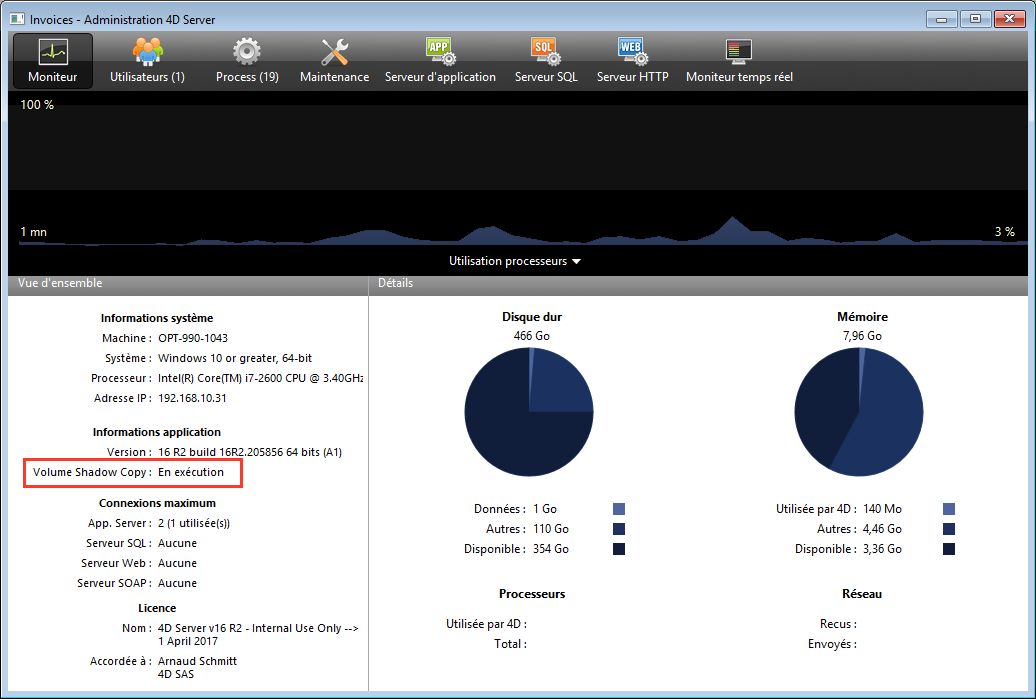 Invoices - Administration 4D Server
Moniteur
Utilisateurs (1)
Process (19)
Maintenance
APP
Serveur d'application
SQL
Serveur SQL
WEB
Serveur HTTP
Moniteur temps réel
100 %
1 mn
3 %
Utilisation processeurs
Vue d'ensemble
Informations système
Machine : OPT-990-1043
Système : Windows 10 or greater, 64-bit
Processeur : Intel(R) Core(TM) i7-2600 CPU @ 3.40GHz
Adresse IP : 192.168.10.31
Informations application
Version : 16 R2 build 16R2.205856 64 bits (A1)
Volume Shadow Copy : En exécution
Connexions maximum
App. Server : 2 (1 utilisée(s))
Serveur SQL : Aucune
Serveur Web : Aucune
Serveur SOAP : Aucune
Licence
Nom : 4D Server v16 R2 - Internal Use Only -->
1 April 2017
Accordée à : Arnaud Schmitt
4D SAS
Détails
Disque dur
466 Go
Données : 1 Go
Autres : 110 Go
Disponible : 354 Go
Mémoire
7,96 Go
Utilisée par 4D : 140 Mo
Autres : 4,46 Go
Disponible : 3,36 Go
Processeurs
Utilisée par 4D :
Total :
Réseau
Recus :
Envoyés :